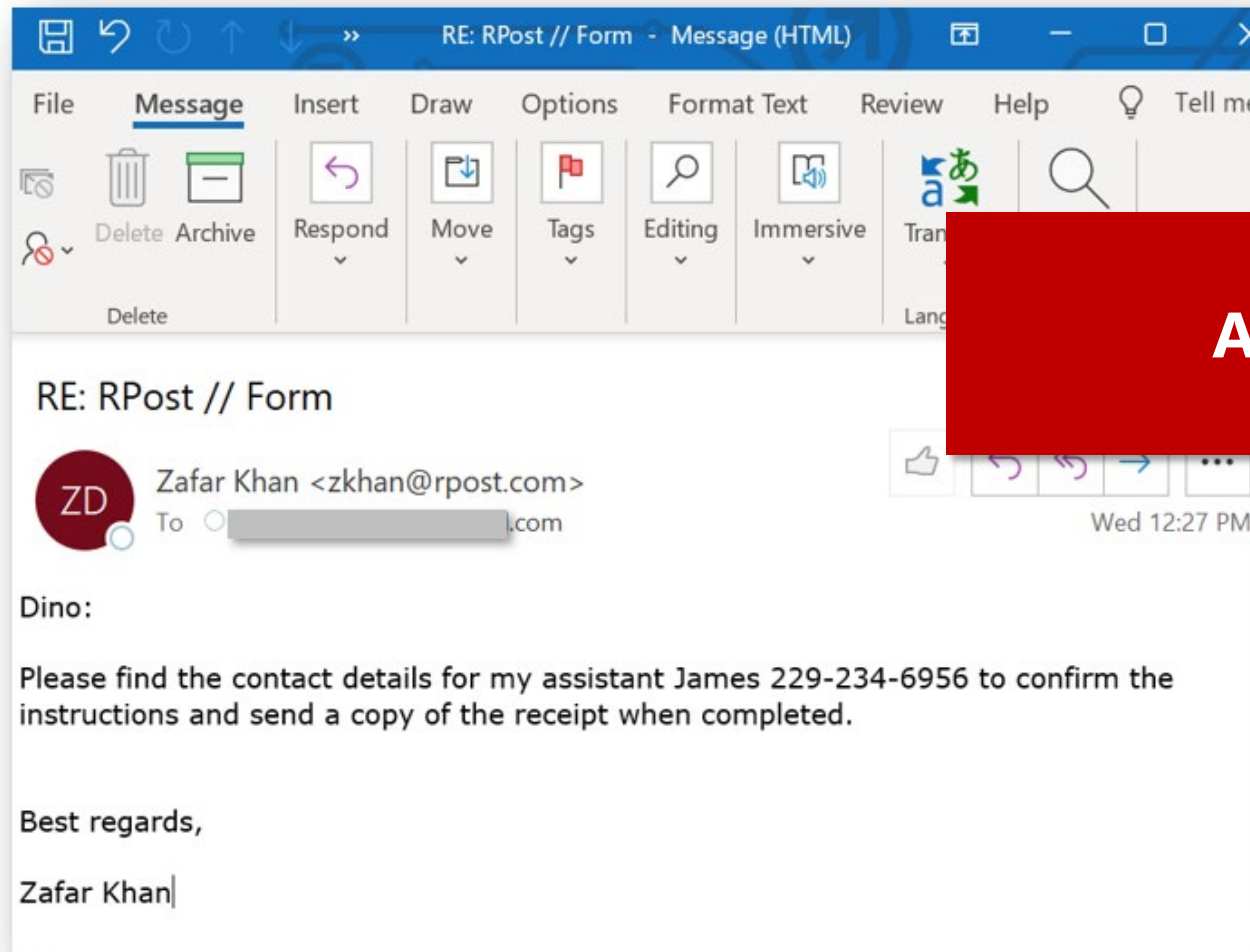 RE: RPost // Form - Message (HTML)
File Message Insert Draw Options Format Text Review Help Tell me
Delete Archive Respond Move Tags Editing Immersive
Delete
RE: RPost // Form
ZD
Zafar Khan <zkhan@rpost.com>
To .com
Wed 12:27 PM
Dino:
Please find the contact details for my assistant James 229-234-6956 to confirm the
instructions and send a copy of the receipt when completed.
Best regards,
Zafar Khan